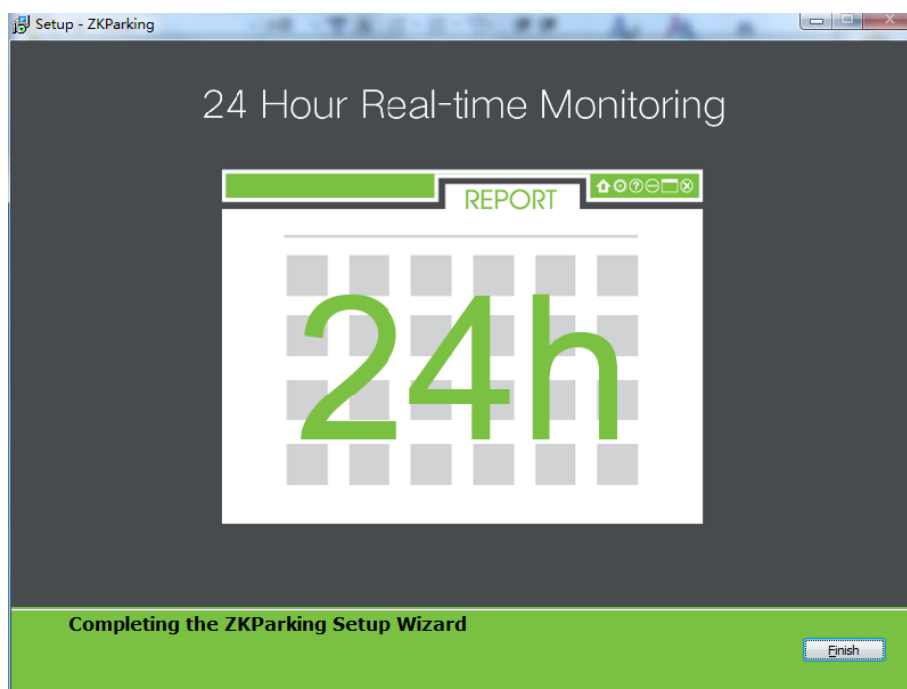 Setup - ZKParking
24 Hour Real-time Monitoring
REPORT
24h
Completing the ZKParking Setup Wizard
Finish